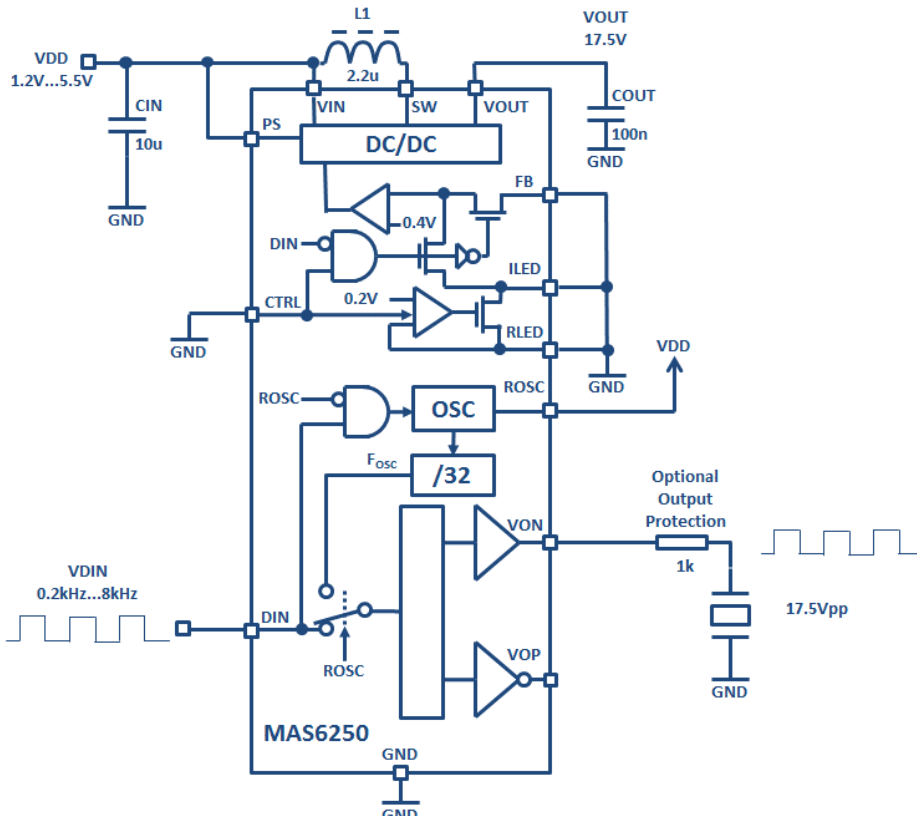 L1
VOUT
17.5V
VDD
1.2V...5.5V
2.2u
CIN
10u
VIN
SW
VOUT
COUT
100n
GND
PS
DC/DC
FB
GND
0.4V
DIN
ILED
CTRL
0.2V
RLED
GND
VDD
GND
ROSC
ROSC
OSC
FOSC
/32
Optional
Output
Protection
VON
1k
VDIN
0.2kHz...8kHz
17.5Vpp
DIN
VOP
ROSC
GND
MAS6250
GND
GND